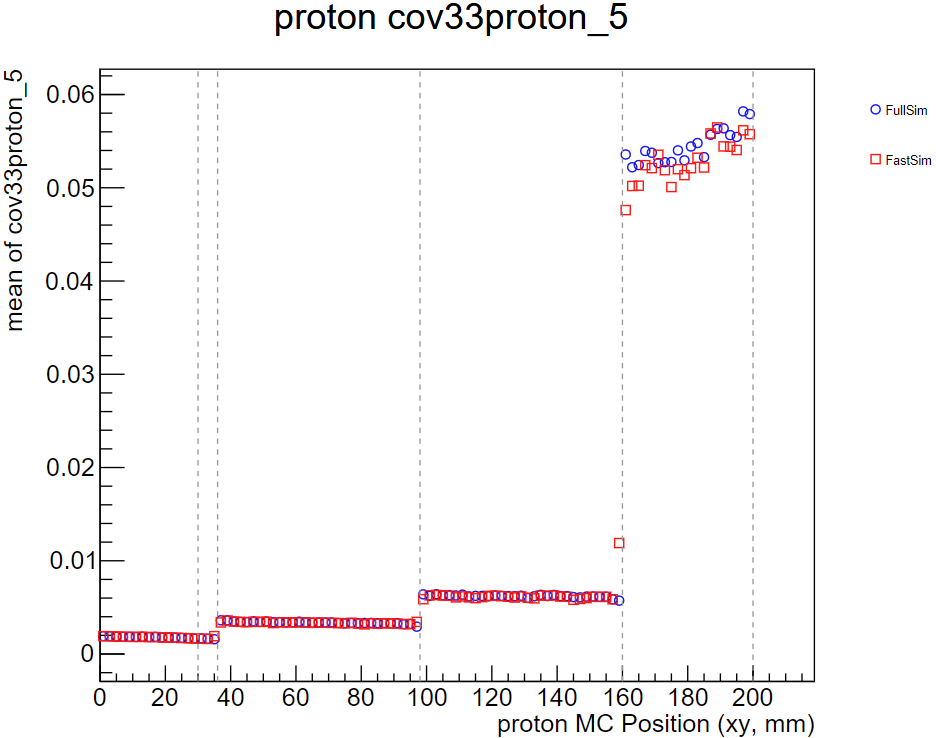 proton cov33proton_5
mean of cov33proton_5
0.06
0.05
0.04
0.03
0.02
0.01
0
0 20 40 60 80 100 120 140 160 180 200
proton MC Position (xy, mm)
FullSim
FastSim